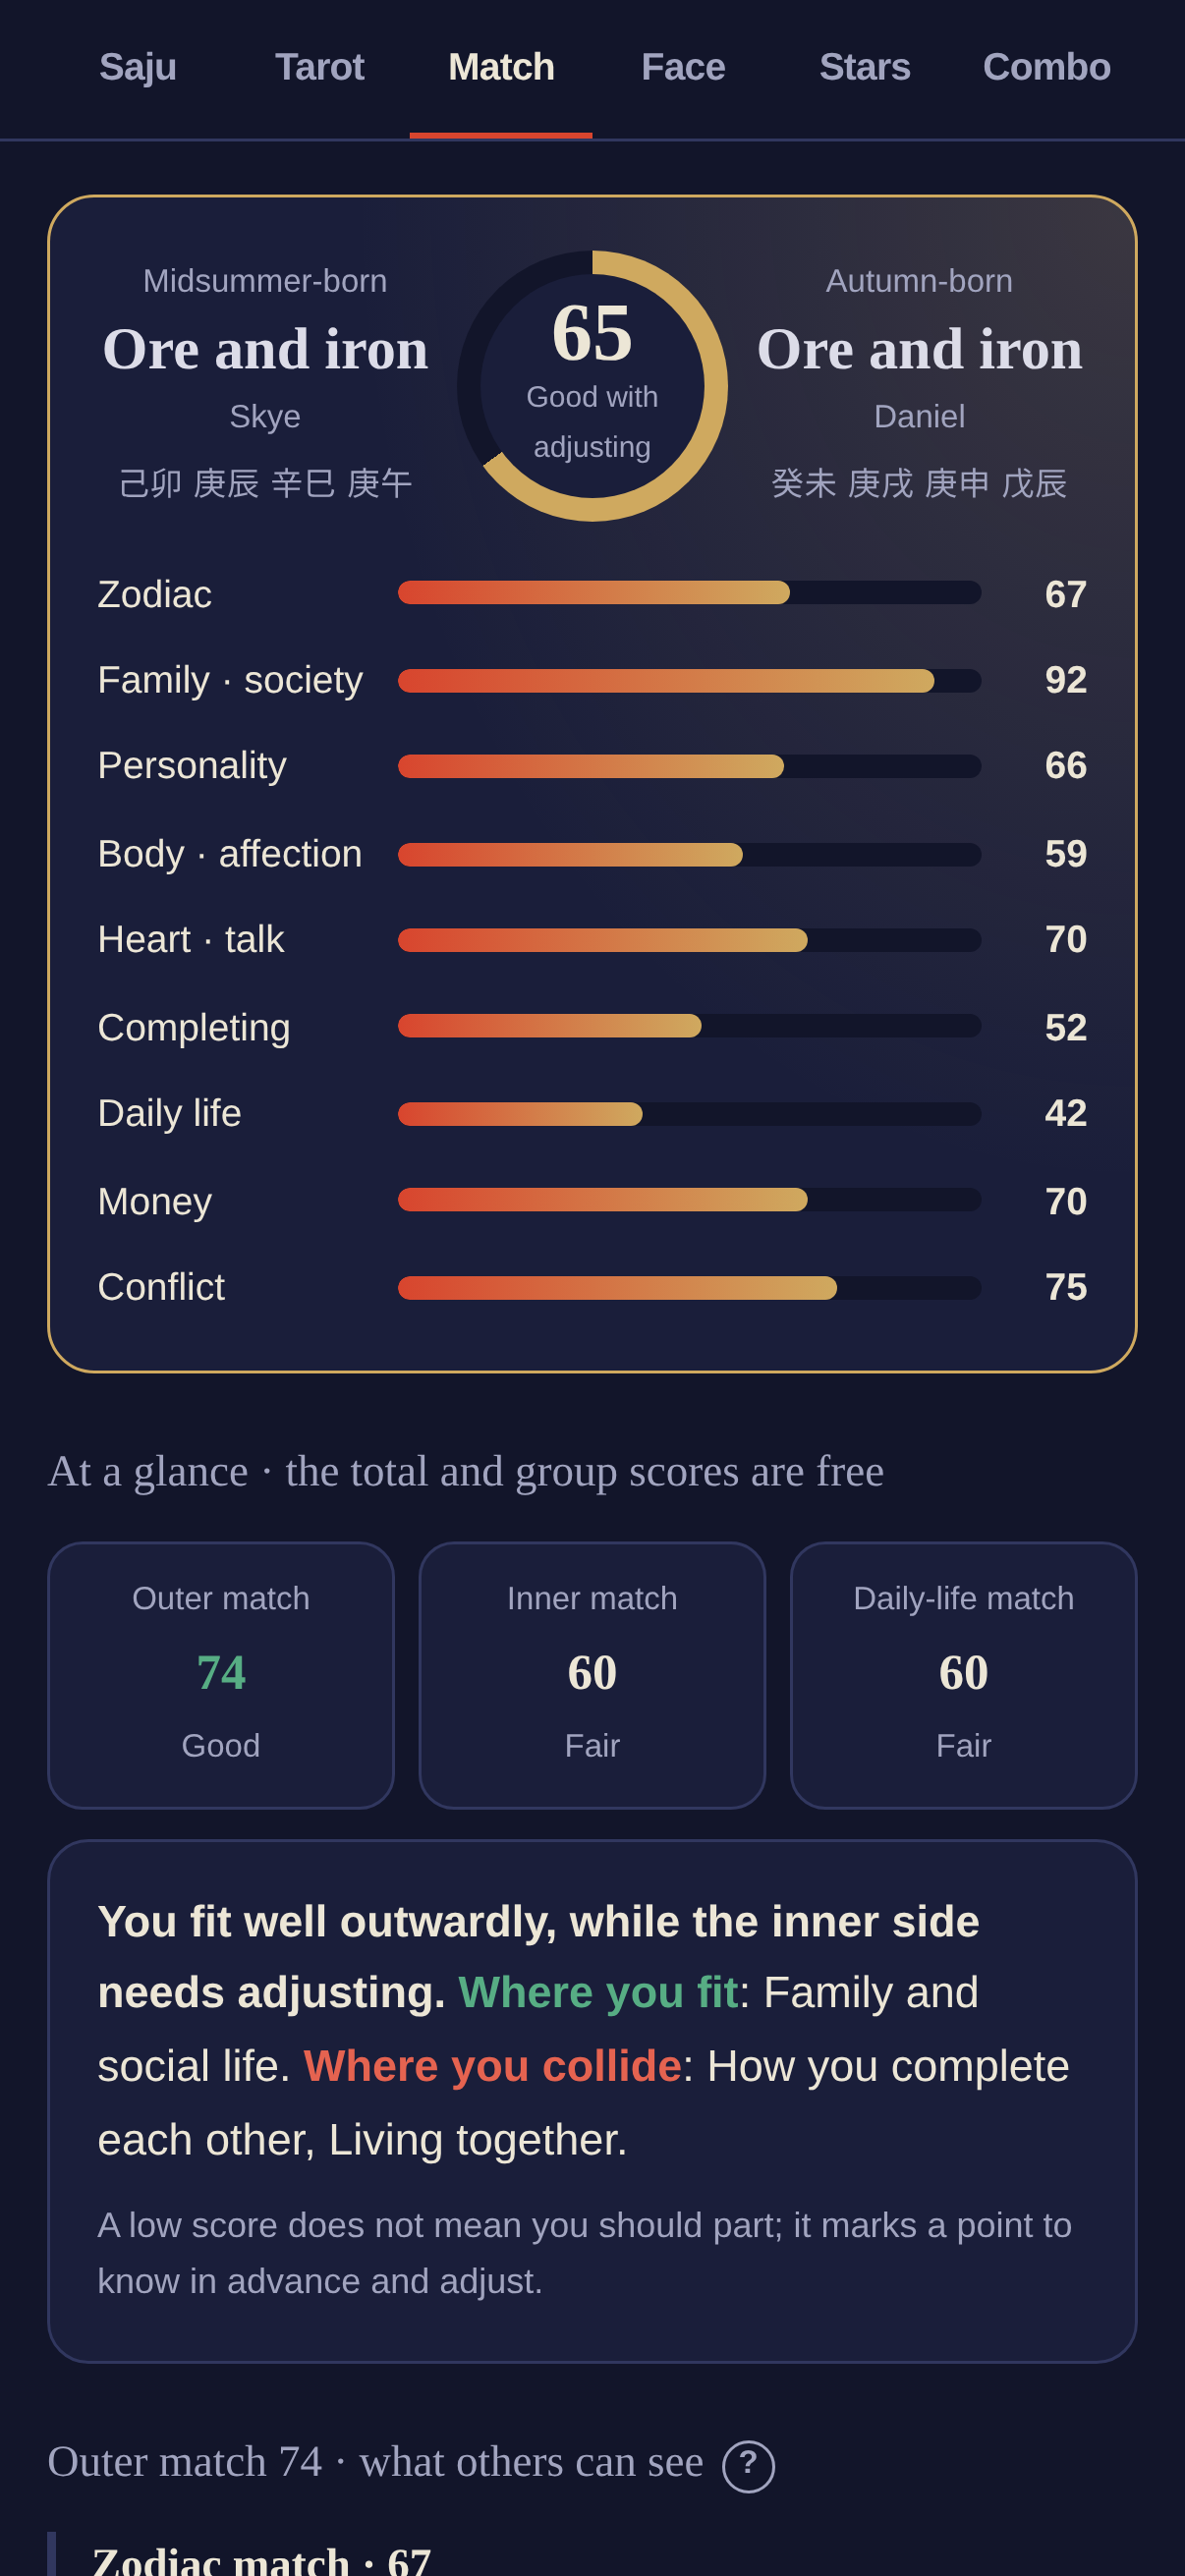 Saju Tarot Match Face Stars Combo
Midsummer-born
Ore and iron
Skye
己卯 庚辰 辛巳 庚午
65
Good with
adjusting
Autumn-born
Ore and iron
Daniel
癸未 庚戌 庚申 戊辰
Zodiac 67
Family · society 92
Personality 66
Body · affection 59
Heart · talk 70
Completing 52
Daily life 42
Money 70
Conflict 75
At a glance · the total and group scores are free
Outer match
74
Good
Inner match
60
Fair
Daily-life match
60
Fair
You fit well outwardly, while the inner side
needs adjusting. Where you fit: Family and
social life. Where you collide: How you complete
each other, Living together.
A low score does not mean you should part; it marks a point to
know in advance and adjust.
Outer match 74 · what others can see ?
Zodiac match · 67